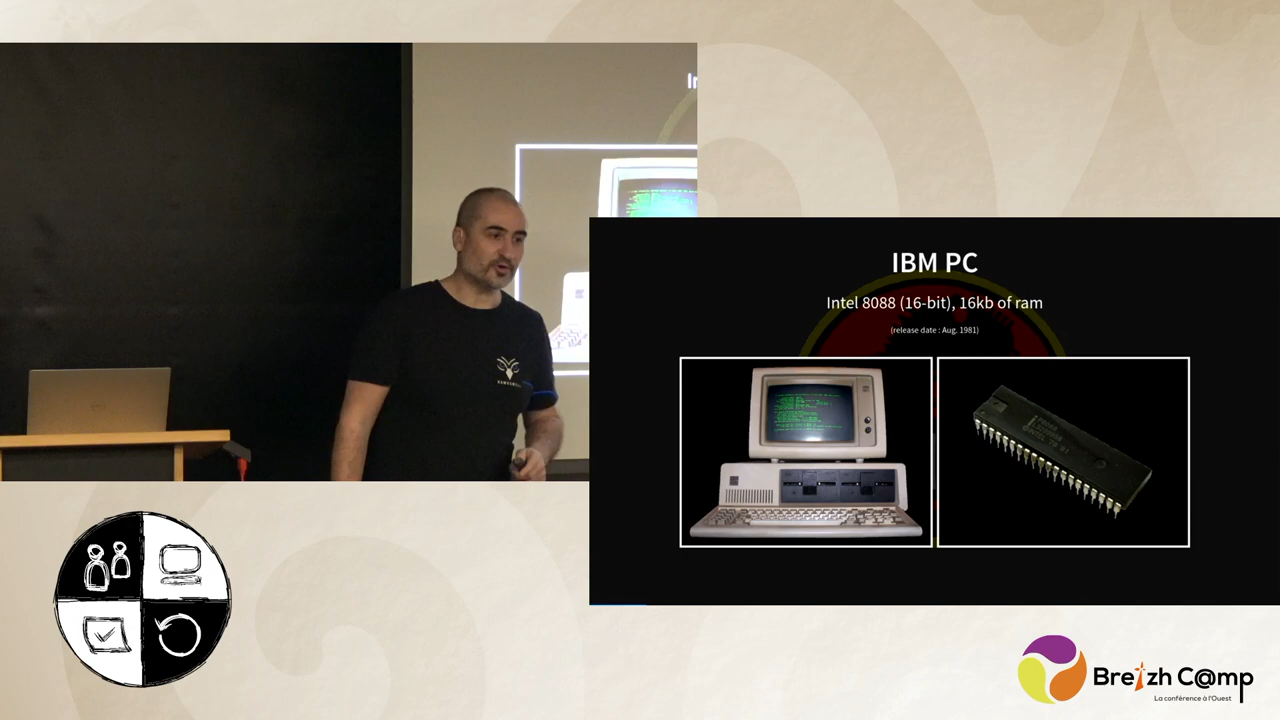 IBM PC
Intel 8088 (16-bit), 16kb of ram
(release date : Aug. 1981)
Breizh C@mp
La conférence à l'Ouest